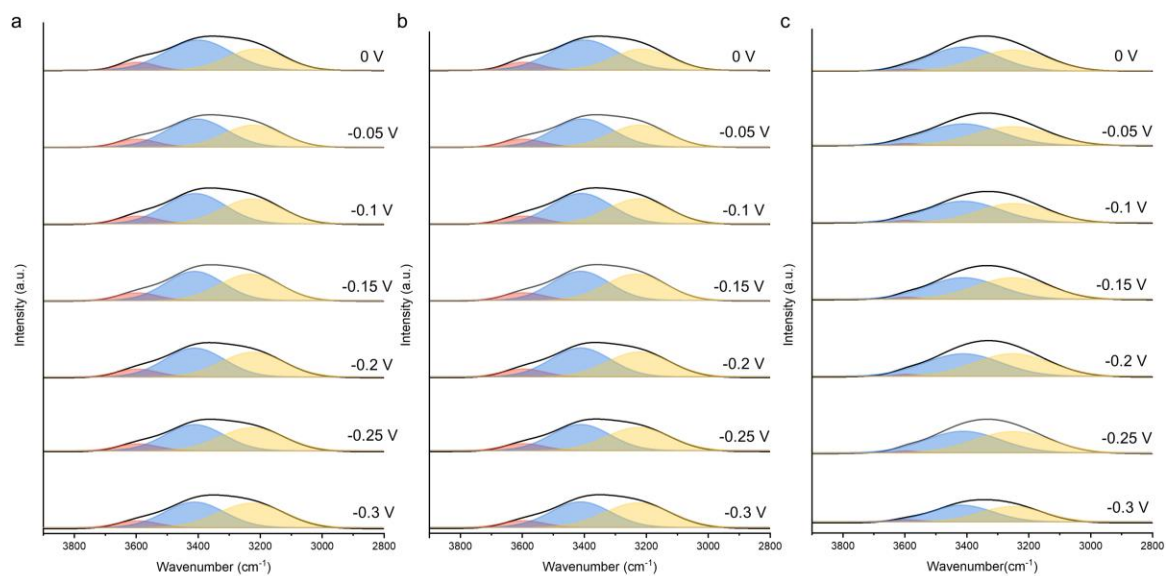 a
0 V
-0.05 V
-0.1 V
-0.15 V
-0.2 V
-0.25 V
-0.3 V
Intensity (a.u.)
3800 3600 3400 3200 3000 2800
Wavenumber (cm⁻¹)
b
0 V
-0.05 V
-0.1 V
-0.15 V
-0.2 V
-0.25 V
-0.3 V
Intensity (a.u.)
3800 3600 3400 3200 3000 2800
Wavenumber (cm⁻¹)
c
0 V
-0.05 V
-0.1 V
-0.15 V
-0.2 V
-0.25 V
-0.3 V
Intensity (a.u.)
3800 3600 3400 3200 3000 2800
Wavenumber(cm⁻¹)